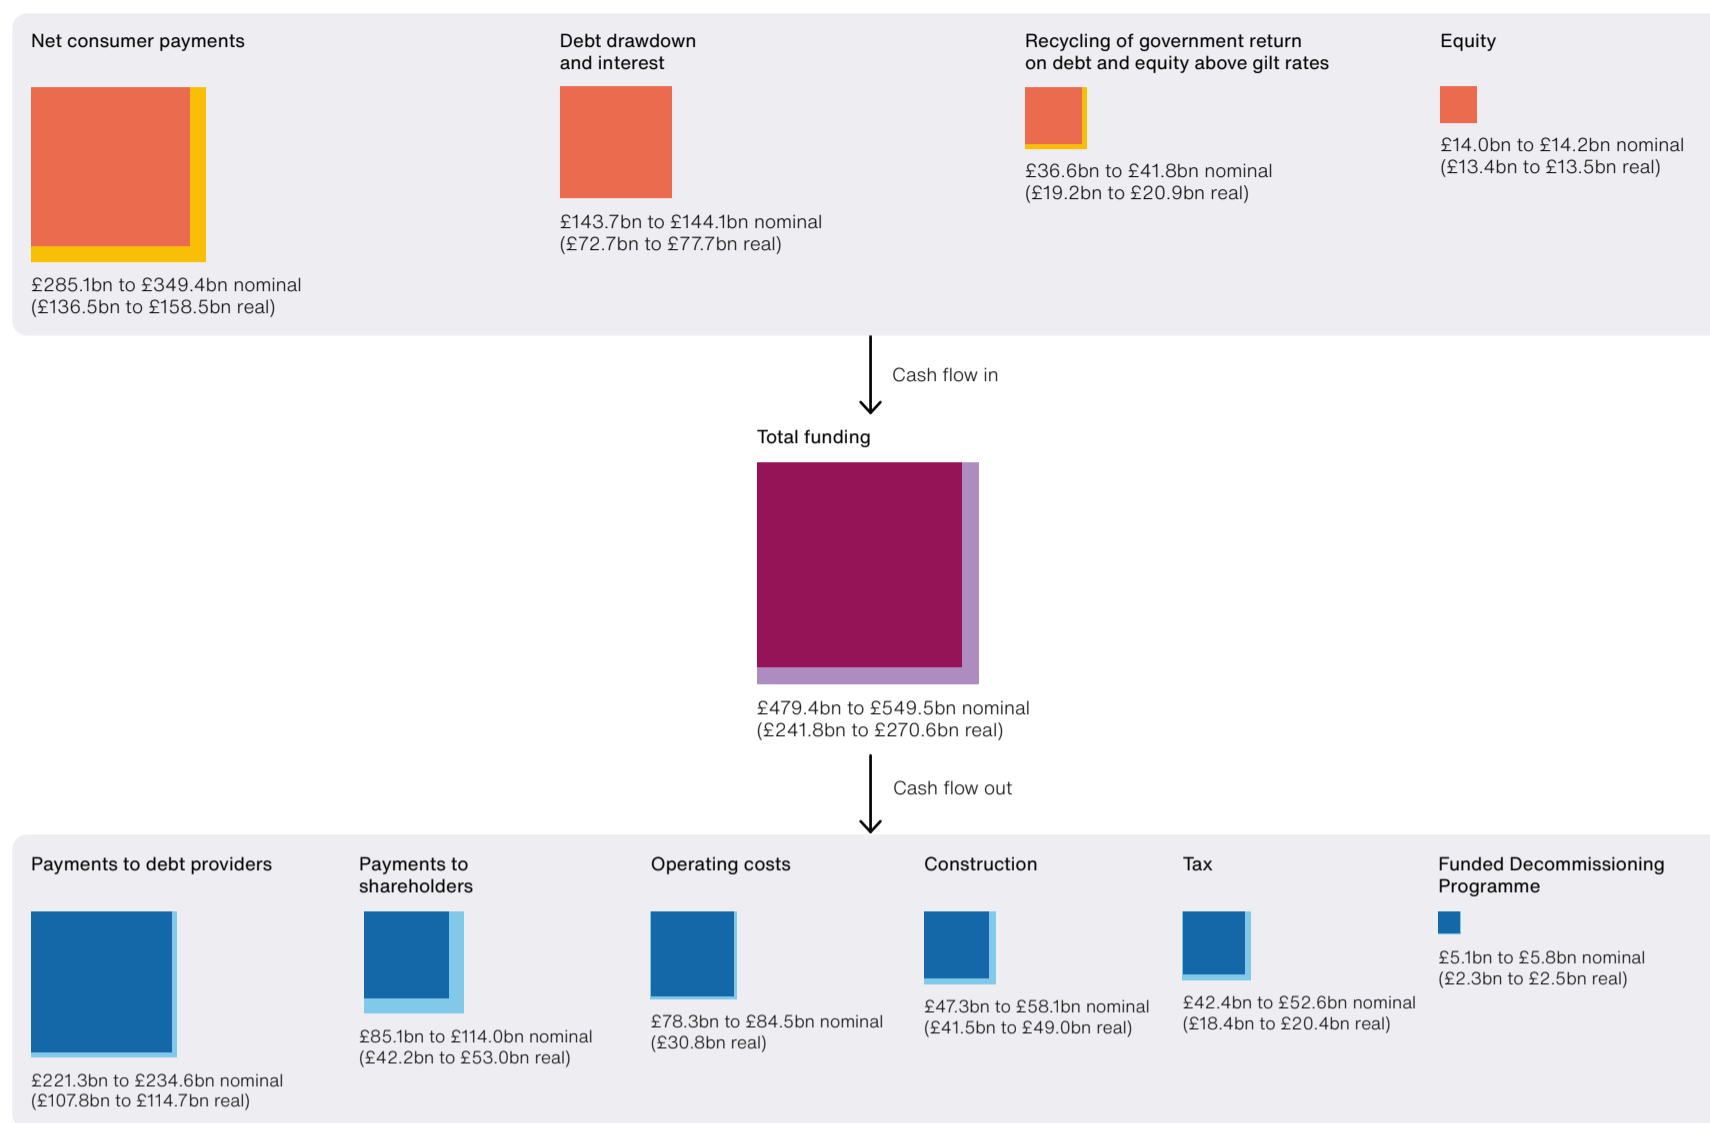 Net consumer payments
£285.1bn to £349.4bn nominal
(£136.5bn to £158.5bn real)
Debt drawdown
and interest
£143.7bn to £144.1bn nominal
(£72.7bn to £77.7bn real)
Recycling of government return
on debt and equity above gilt rates
£36.6bn to £41.8bn nominal
(£19.2bn to £20.9bn real)
Equity
£14.0bn to £14.2bn nominal
(£13.4bn to £13.5bn real)
Cash flow in
Total funding
£479.4bn to £549.5bn nominal
(£241.8bn to £270.6bn real)
Cash flow out
Payments to debt providers
£221.3bn to £234.6bn nominal
(£107.8bn to £114.7bn real)
Payments to
shareholders
£85.1bn to £114.0bn nominal
(£42.2bn to £53.0bn real)
Operating costs
£78.3bn to £84.5bn nominal
(£30.8bn real)
Construction
£47.3bn to £58.1bn nominal
(£41.5bn to £49.0bn real)
Tax
£42.4bn to £52.6bn nominal
(£18.4bn to £20.4bn real)
Funded Decommissioning
Programme
£5.1bn to £5.8bn nominal
(£2.3bn to £2.5bn real)